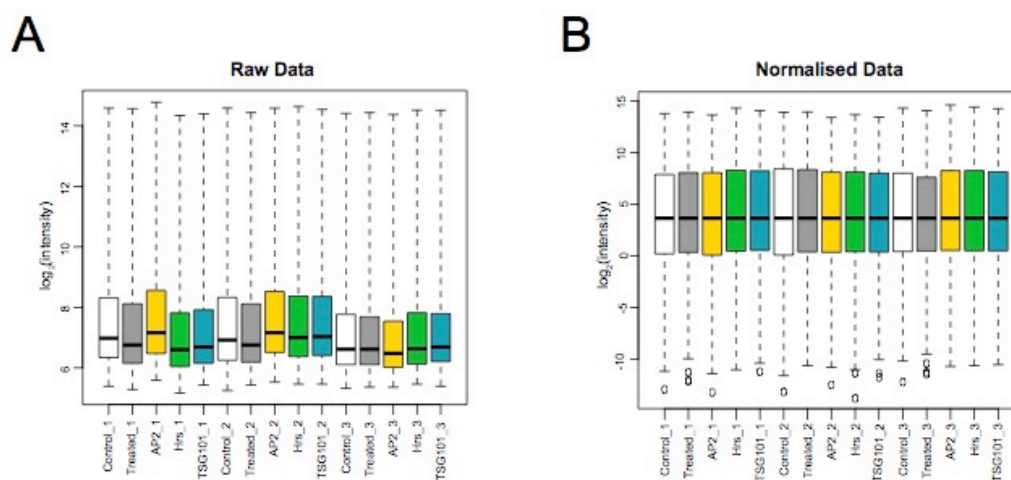 A
Raw Data
log2(intensity)
14
12
10
8
6
Control_1
Treated_1
AP2_1
Hrs_1
TSG101_1
Control_2
Treated_2
AP2_2
Hrs_2
TSG101_2
Control_3
Treated_3
AP2_3
Hrs_3
TSG101_3
B
Normalised Data
log2(intensity)
15
10
5
0
-5
-10
Control_1
Treated_1
AP2_1
Hrs_1
TSG101_1
Control_2
Treated_2
AP2_2
Hrs_2
TSG101_2
Control_3
Treated_3
AP2_3
Hrs_3
TSG101_3